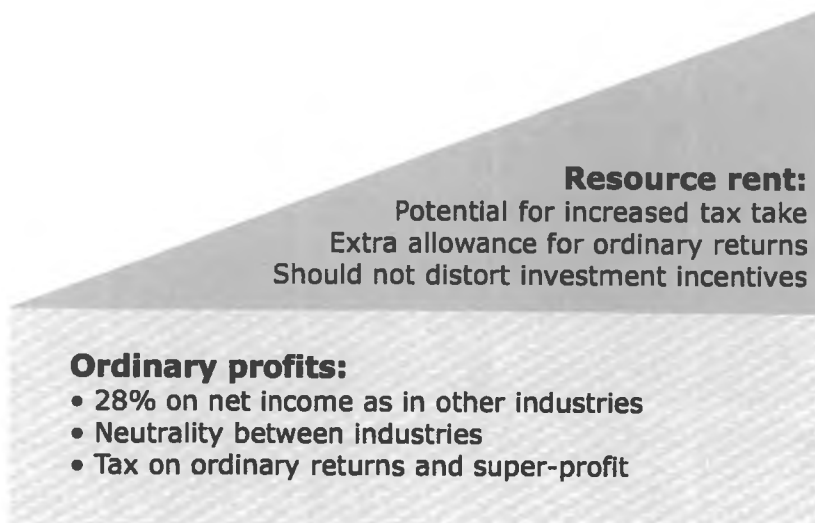 Resource rent:
Potential for increased tax take
Extra allowance for ordinary returns
Should not distort investment incentives
Ordinary profits:
• 28% on net income as in other industries
• Neutrality between industries
• Tax on ordinary returns and super-profit